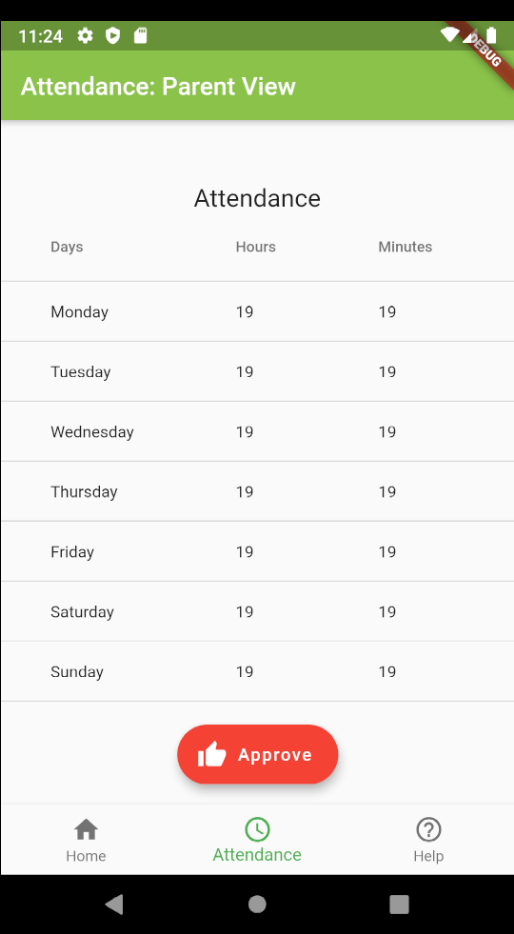 11:24
DEBUG
Attendance: Parent View
Attendance
Days Hours Minutes
Monday 19 19
Tuesday 19 19
Wednesday 19 19
Thursday 19 19
Friday 19 19
Saturday 19 19
Sunday 19 19
Approve
Home Attendance Help